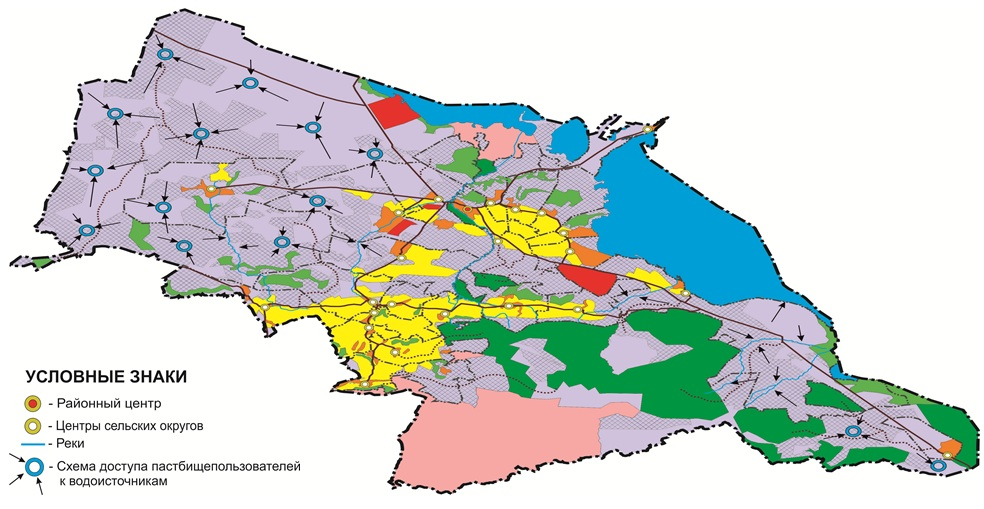 УСЛОВНЫЕ ЗНАКИ
- Районный центр
- Центры сельских округов
- Реки
- Схема доступа пастбищепользователей
к водоисточникам